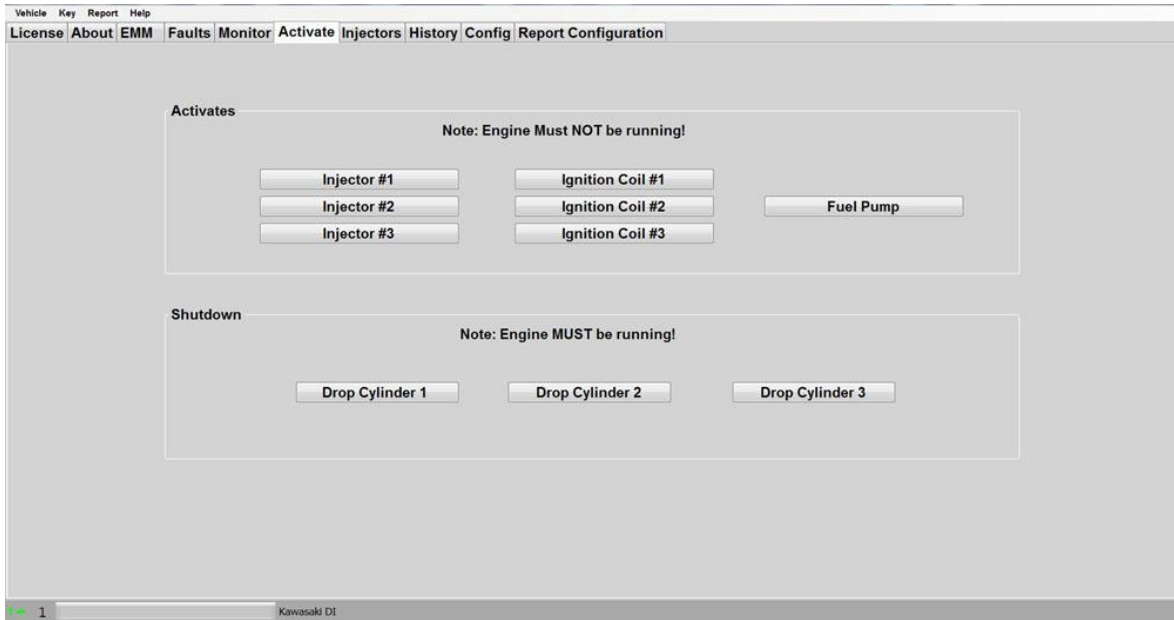 Vehicle Key Report Help
License About EMM Faults Monitor Activate Injectors History Config Report Configuration
Activates
Note: Engine Must NOT be running!
Injector #1 Ignition Coil #1
Injector #2 Ignition Coil #2 Fuel Pump
Injector #3 Ignition Coil #3
Shutdown
Note: Engine MUST be running!
Drop Cylinder 1 Drop Cylinder 2 Drop Cylinder 3
1 Kawasaki DI